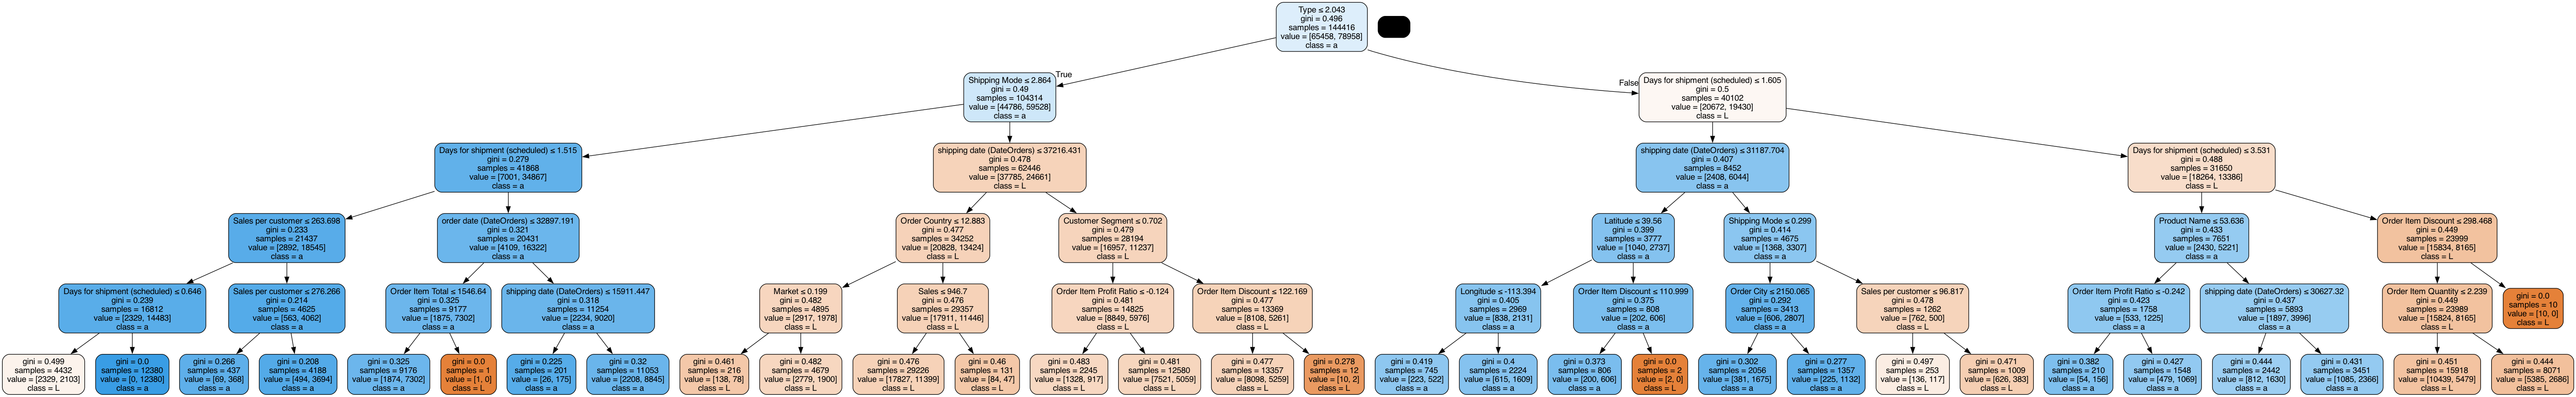 Type ≤ 2.043
gini = 0.496
samples = 144416
value = [65458, 78958]
class = a
True
False
Shipping Mode ≤ 2.864
gini = 0.49
samples = 104314
value = [44786, 59528]
class = a
Days for shipment (scheduled) ≤ 1.605
gini = 0.5
samples = 40102
value = [20672, 19430]
class = L
Days for shipment (scheduled) ≤ 1.515
gini = 0.279
samples = 41868
value = [7001, 34867]
class = a
shipping date (DateOrders) ≤ 37216.431
gini = 0.478
samples = 62446
value = [37785, 24661]
class = L
shipping date (DateOrders) ≤ 31187.704
gini = 0.407
samples = 8452
value = [2408, 6044]
class = a
Days for shipment (scheduled) ≤ 3.531
gini = 0.488
samples = 31650
value = [18264, 13386]
class = L
Sales per customer ≤ 263.698
gini = 0.233
samples = 21437
value = [2892, 18545]
class = a
order date (DateOrders) ≤ 32897.191
gini = 0.321
samples = 20431
value = [4109, 16322]
class = a
Order Country ≤ 12.883
gini = 0.477
samples = 34252
value = [20828, 13424]
class = L
Customer Segment ≤ 0.702
gini = 0.479
samples = 28194
value = [16957, 11237]
class = L
Latitude ≤ 39.56
gini = 0.399
samples = 3777
value = [1040, 2737]
class = a
Shipping Mode ≤ 0.299
gini = 0.414
samples = 4675
value = [1368, 3307]
class = a
Product Name ≤ 53.636
gini = 0.433
samples = 7651
value = [2430, 5221]
class = a
Order Item Discount ≤ 298.468
gini = 0.449
samples = 23999
value = [15834, 8165]
class = L
Days for shipment (scheduled) ≤ 0.646
gini = 0.239
samples = 16812
value = [2329, 14483]
class = a
Sales per customer ≤ 276.266
gini = 0.214
samples = 4625
value = [563, 4062]
class = a
Order Item Total ≤ 1546.64
gini = 0.325
samples = 9177
value = [1875, 7302]
class = a
shipping date (DateOrders) ≤ 15911.447
gini = 0.318
samples = 11254
value = [2234, 9020]
class = a
Market ≤ 0.199
gini = 0.482
samples = 4895
value = [2917, 1978]
class = L
Sales ≤ 946.7
gini = 0.476
samples = 29357
value = [17911, 11446]
class = L
Order Item Profit Ratio ≤ -0.124
gini = 0.481
samples = 14825
value = [8849, 5976]
class = L
Order Item Discount ≤ 122.169
gini = 0.477
samples = 13369
value = [8108, 5261]
class = L
Longitude ≤ -113.394
gini = 0.405
samples = 2969
value = [838, 2131]
class = a
Order Item Discount ≤ 110.999
gini = 0.375
samples = 808
value = [202, 606]
class = a
Order City ≤ 2150.065
gini = 0.292
samples = 3413
value = [606, 2807]
class = a
Sales per customer ≤ 96.817
gini = 0.478
samples = 1262
value = [762, 500]
class = L
Order Item Profit Ratio ≤ -0.242
gini = 0.423
samples = 1758
value = [533, 1225]
class = a
shipping date (DateOrders) ≤ 30627.32
gini = 0.437
samples = 5893
value = [1897, 3996]
class = a
Order Item Quantity ≤ 2.239
gini = 0.449
samples = 23989
value = [15824, 8165]
class = L
gini = 0.0
samples = 10
value = [10, 0]
class = L
gini = 0.499
samples = 4432
value = [2329, 2103]
class = L
gini = 0.0
samples = 12380
value = [0, 12380]
class = a
gini = 0.266
samples = 437
value = [69, 368]
class = a
gini = 0.208
samples = 4188
value = [494, 3694]
class = a
gini = 0.325
samples = 9176
value = [1874, 7302]
class = a
gini = 0.0
samples = 1
value = [1, 0]
class = L
gini = 0.225
samples = 201
value = [26, 175]
class = a
gini = 0.32
samples = 11053
value = [2208, 8845]
class = a
gini = 0.461
samples = 216
value = [138, 78]
class = L
gini = 0.482
samples = 4679
value = [2779, 1900]
class = L
gini = 0.476
samples = 29226
value = [17827, 11399]
class = L
gini = 0.46
samples = 131
value = [84, 47]
class = L
gini = 0.483
samples = 2245
value = [1328, 917]
class = L
gini = 0.481
samples = 12580
value = [7521, 5059]
class = L
gini = 0.477
samples = 13357
value = [8098, 5259]
class = L
gini = 0.278
samples = 12
value = [10, 2]
class = L
gini = 0.419
samples = 745
value = [223, 522]
class = a
gini = 0.4
samples = 2224
value = [615, 1609]
class = a
gini = 0.373
samples = 806
value = [200, 606]
class = a
gini = 0.0
samples = 2
value = [2, 0]
class = L
gini = 0.302
samples = 2056
value = [381, 1675]
class = a
gini = 0.277
samples = 1357
value = [225, 1132]
class = a
gini = 0.497
samples = 253
value = [136, 117]
class = L
gini = 0.471
samples = 1009
value = [626, 383]
class = L
gini = 0.382
samples = 210
value = [54, 156]
class = a
gini = 0.427
samples = 1548
value = [479, 1069]
class = a
gini = 0.444
samples = 2442
value = [812, 1630]
class = a
gini = 0.431
samples = 3451
value = [1085, 2366]
class = a
gini = 0.451
samples = 15918
value = [10439, 5479]
class = L
gini = 0.444
samples = 8071
value = [5385, 2686]
class = L